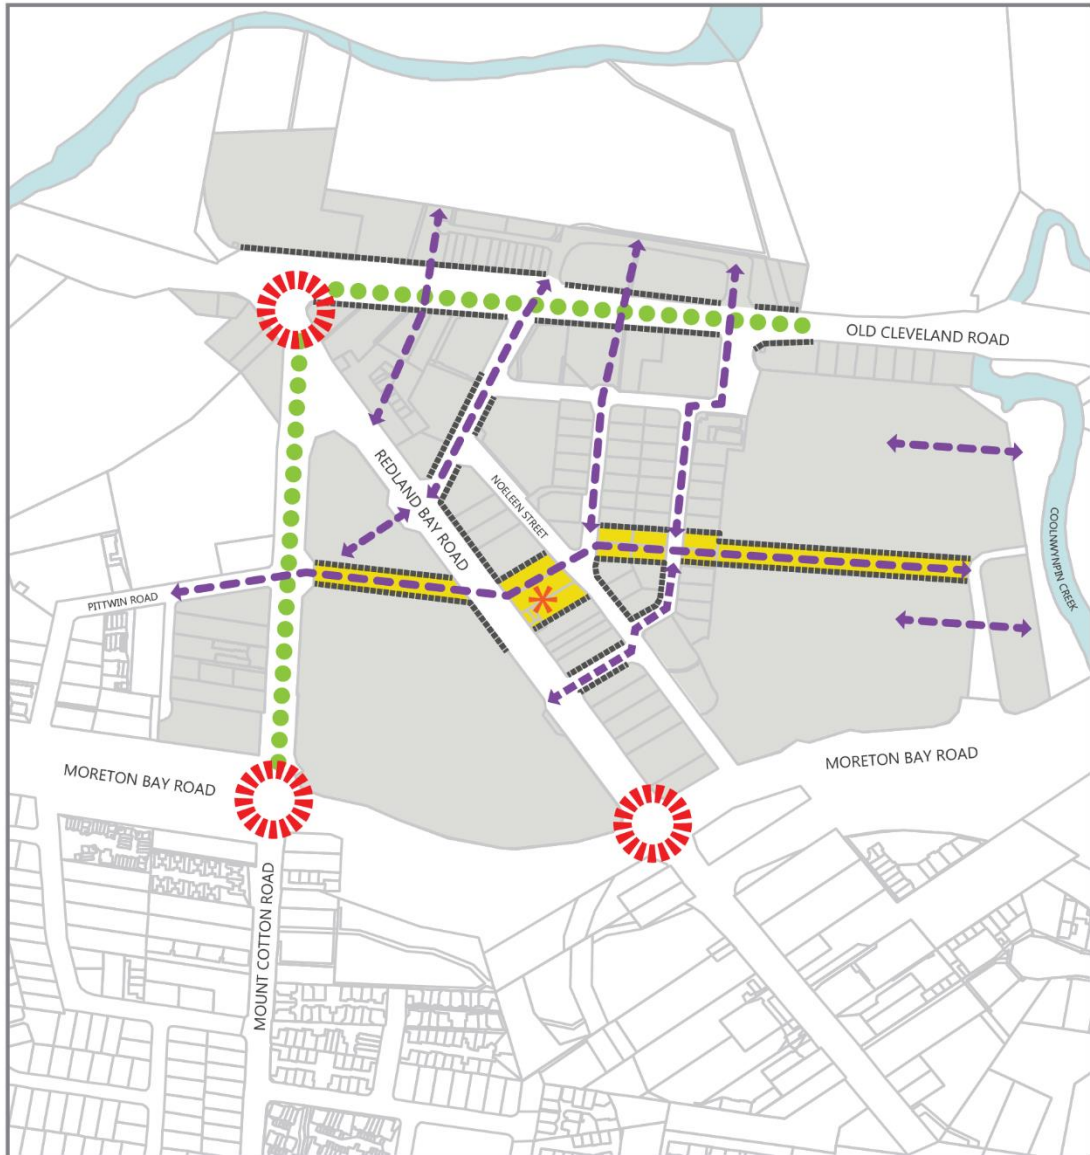 OLD CLEVELAND ROAD
REDLAND BAY ROAD
NOELEEN STREET
COOLNWYNPIN CREEK
PITTWIN ROAD
MORETON BAY ROAD
MORETON BAY ROAD
MOUNT COTTON ROAD